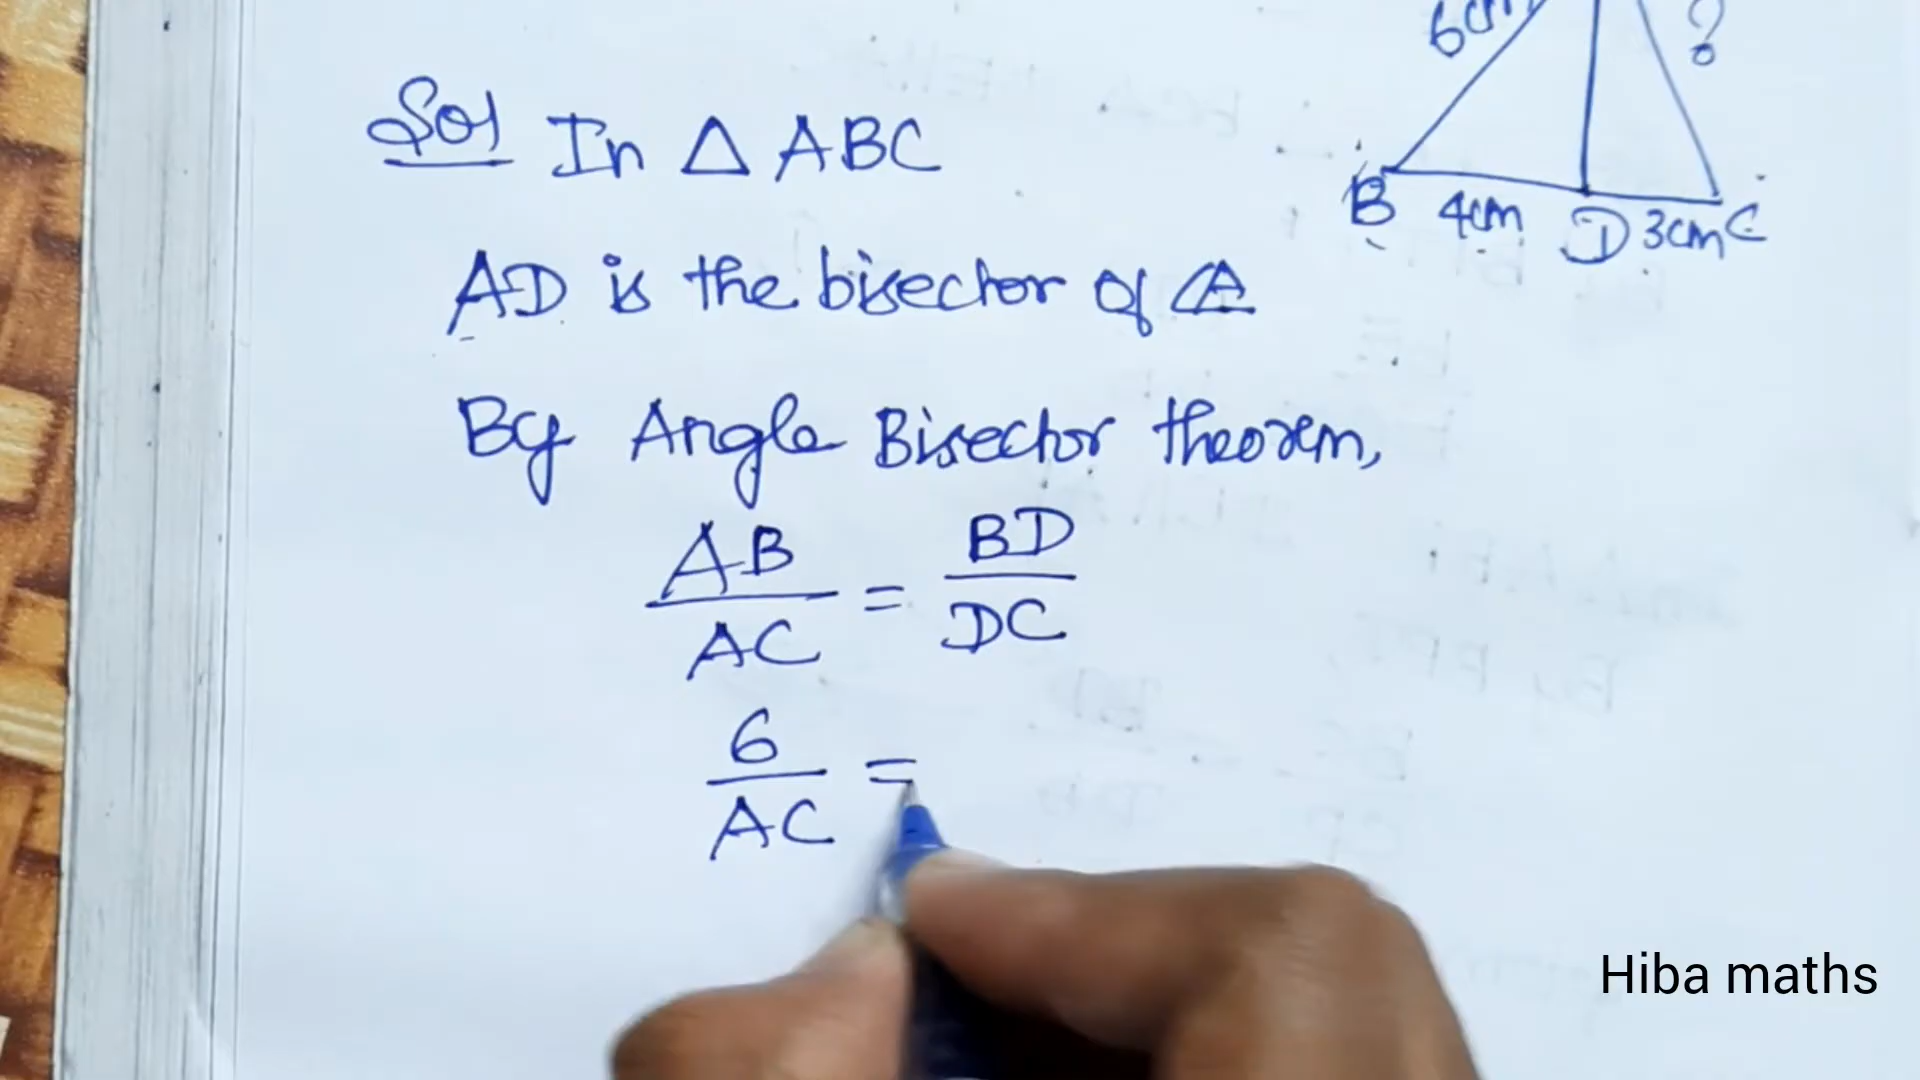 6cm ?
B 4cm D 3cm C
Sol In △ ABC
AD is the bisector of ∠A
By Angle Bisector theorem,
AB/AC = BD/DC
6/AC =
Hiba maths